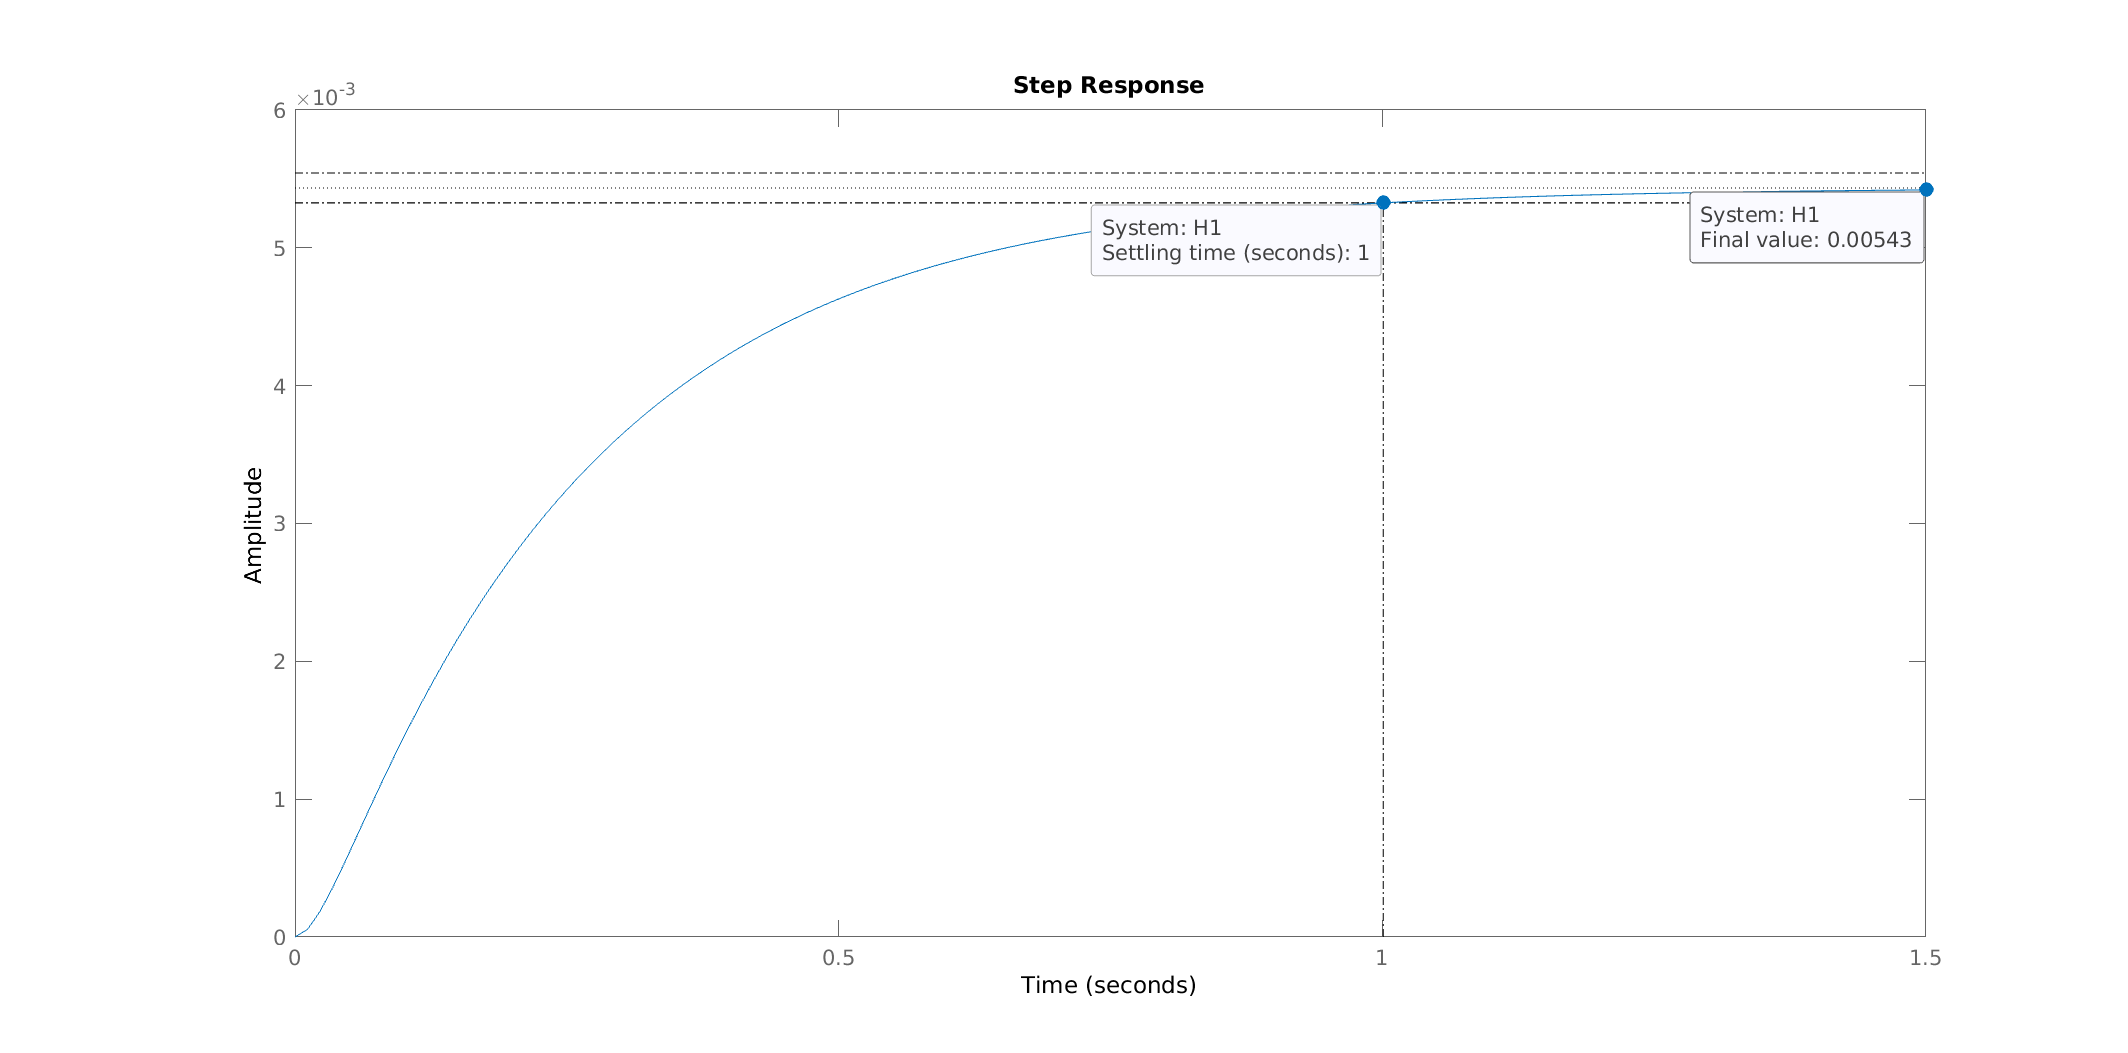 Step Response
×10-3
6
5
4
3
2
1
0
Amplitude
System: H1
Settling time (seconds): 1
System: H1
Final value: 0.00543
0
0.5
1
1.5
Time (seconds)